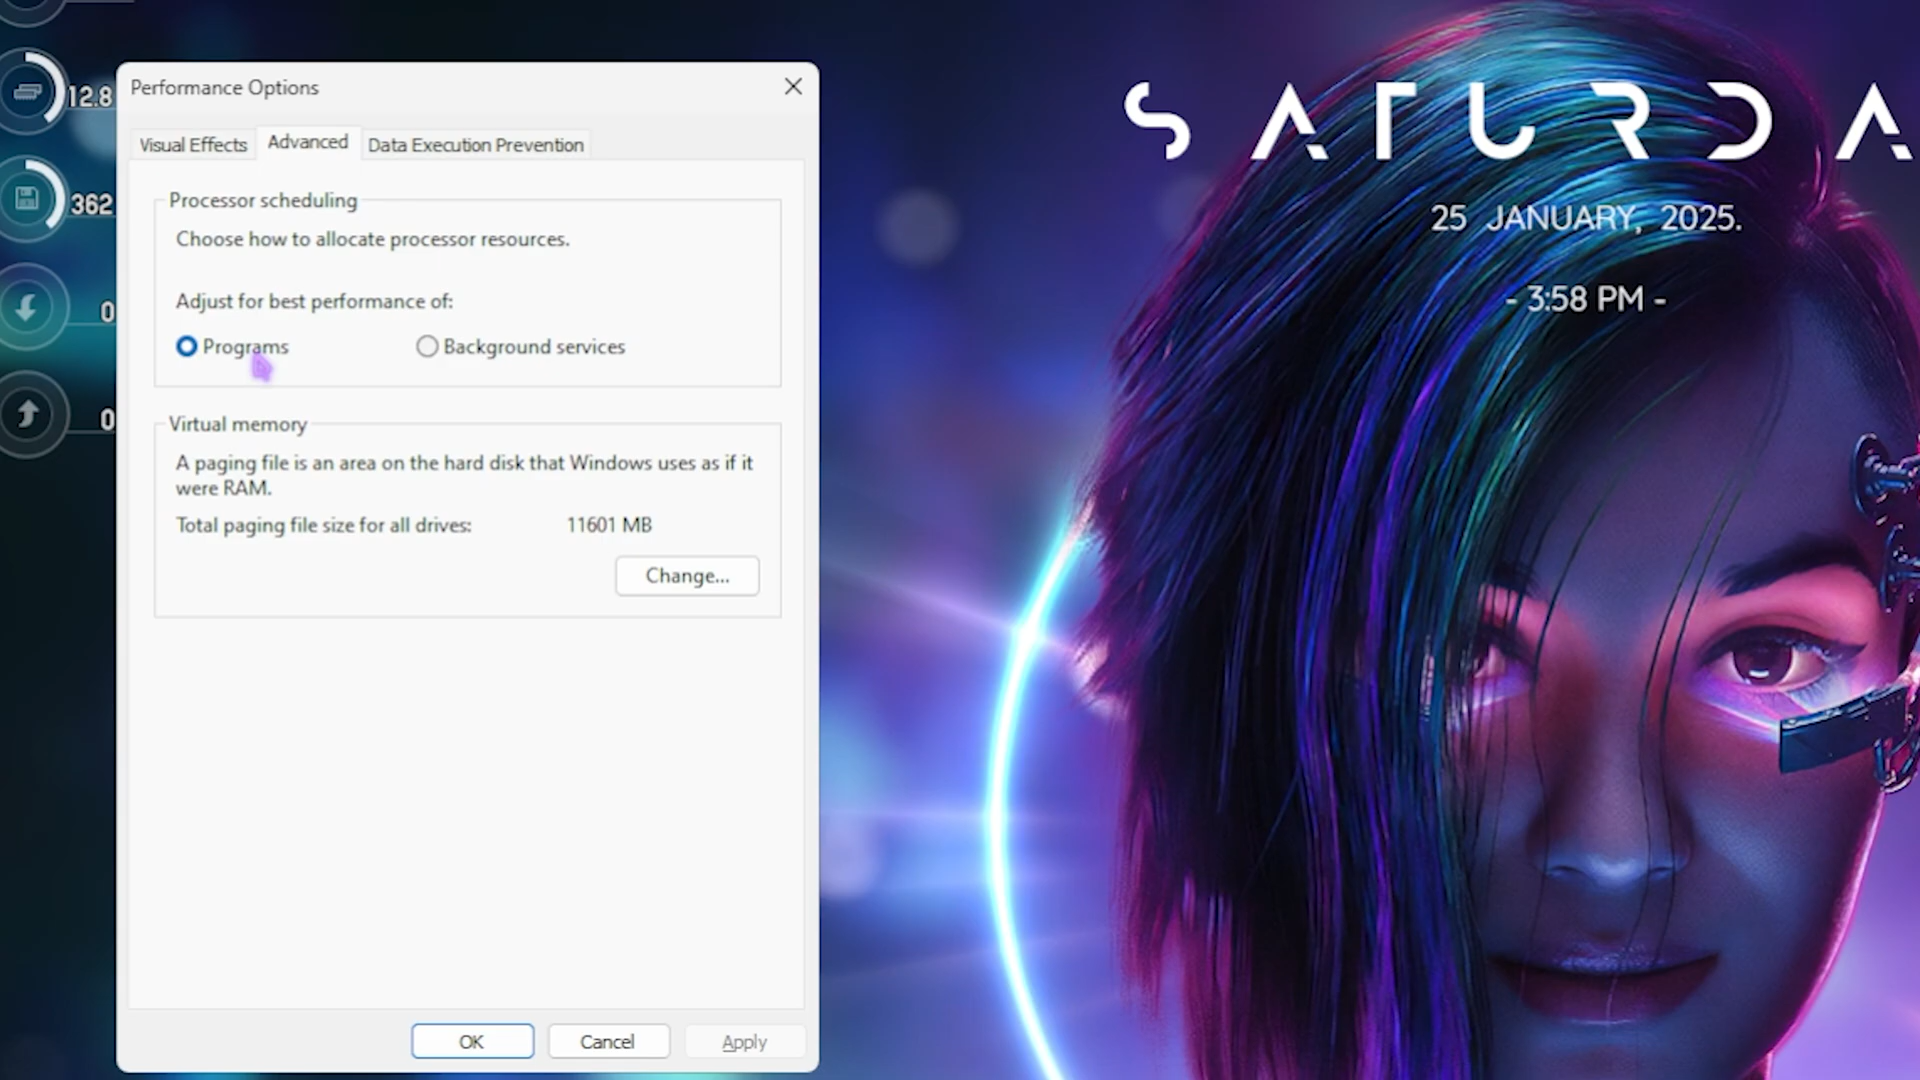 Performance Options
Visual Effects
Advanced
Data Execution Prevention
Processor scheduling
Choose how to allocate processor resources.
Adjust for best performance of:
Programs
Background services
Virtual memory
A paging file is an area on the hard disk that Windows uses as if it
were RAM.
Total paging file size for all drives: 11601 MB
Change...
OK
Cancel
Apply
12.8
362
0
0
SATURDA
25 JANUARY, 2025.
- 3:58 PM -